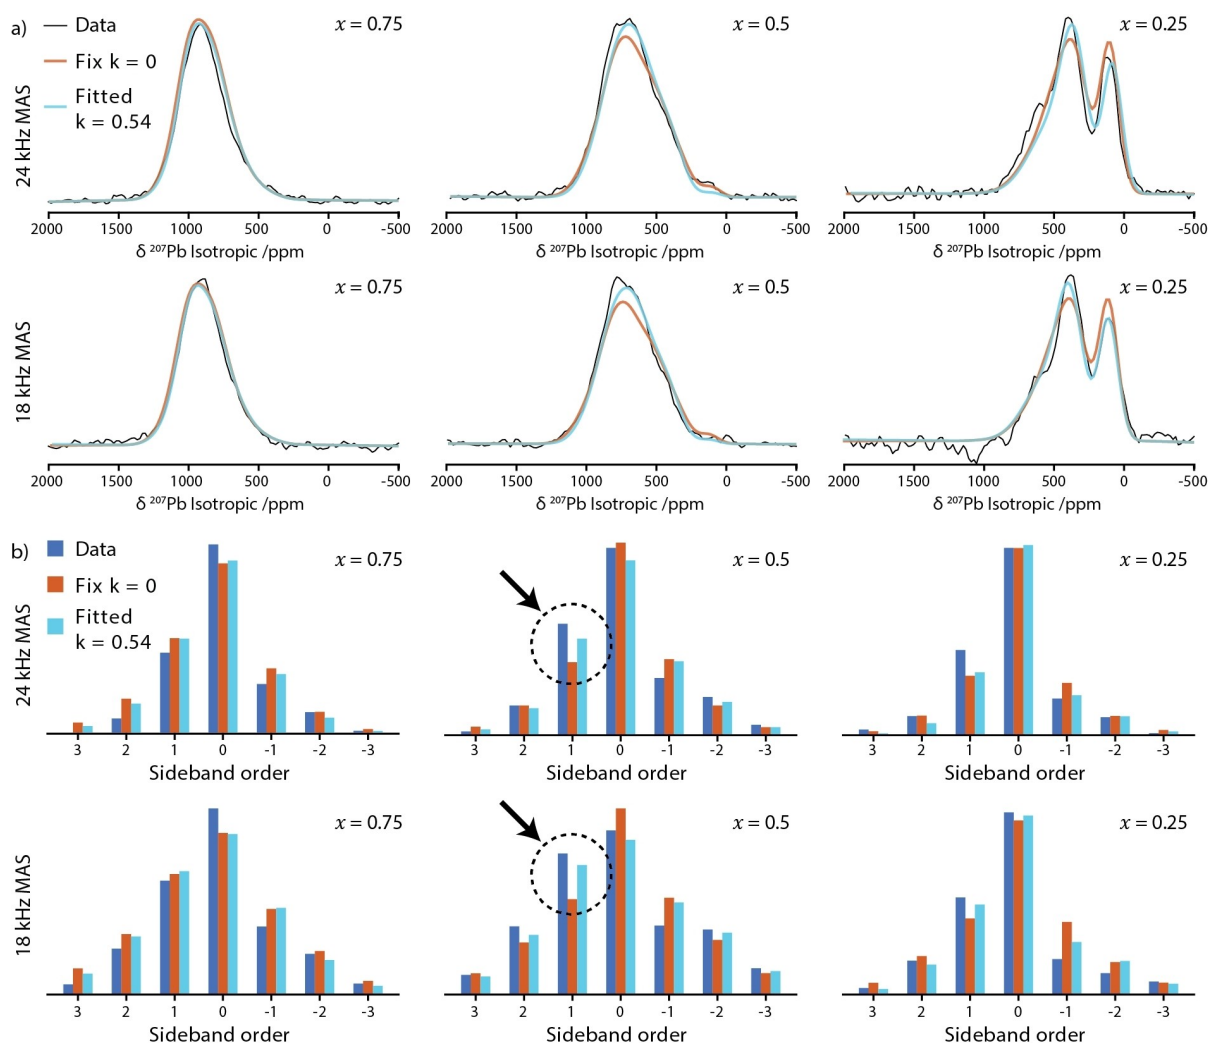 a)
Data
Fix k = 0
Fitted
k = 0.54
x = 0.75
x = 0.5
x = 0.25
24 kHz MAS
2000 1500 1000 500 0 -500
2000 1500 1000 500 0 -500
2000 1500 1000 500 0 -500
δ ²⁰⁷Pb Isotropic /ppm
δ ²⁰⁷Pb Isotropic /ppm
δ ²⁰⁷Pb Isotropic /ppm
x = 0.75
x = 0.5
x = 0.25
18 kHz MAS
2000 1500 1000 500 0 -500
2000 1500 1000 500 0 -500
2000 1500 1000 500 0 -500
δ ²⁰⁷Pb Isotropic /ppm
δ ²⁰⁷Pb Isotropic /ppm
δ ²⁰⁷Pb Isotropic /ppm
b)
Data
Fix k = 0
Fitted
k = 0.54
x = 0.75
x = 0.5
x = 0.25
24 kHz MAS
3 2 1 0 -1 -2 -3
3 2 1 0 -1 -2 -3
3 2 1 0 -1 -2 -3
Sideband order
Sideband order
Sideband order
x = 0.75
x = 0.5
x = 0.25
18 kHz MAS
3 2 1 0 -1 -2 -3
3 2 1 0 -1 -2 -3
3 2 1 0 -1 -2 -3
Sideband order
Sideband order
Sideband order